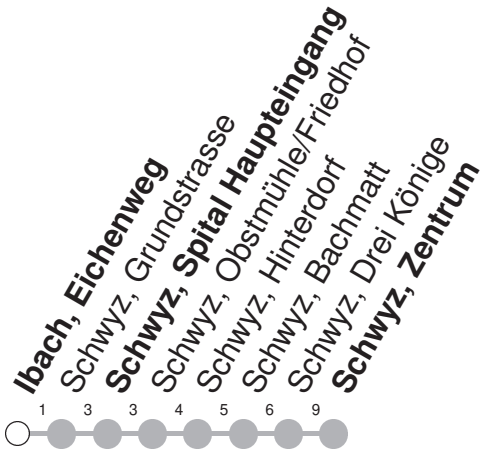 Ibach, Eichenweg
Schwyz, Grundstrasse
Schwyz, Spital Haupteingang
Schwyz, Obstmühle/Friedhof
Schwyz, Hinterdorf
Schwyz, Bachmatt
Schwyz, Drei Könige
Schwyz, Zentrum
1 3 3 4 5 6 9